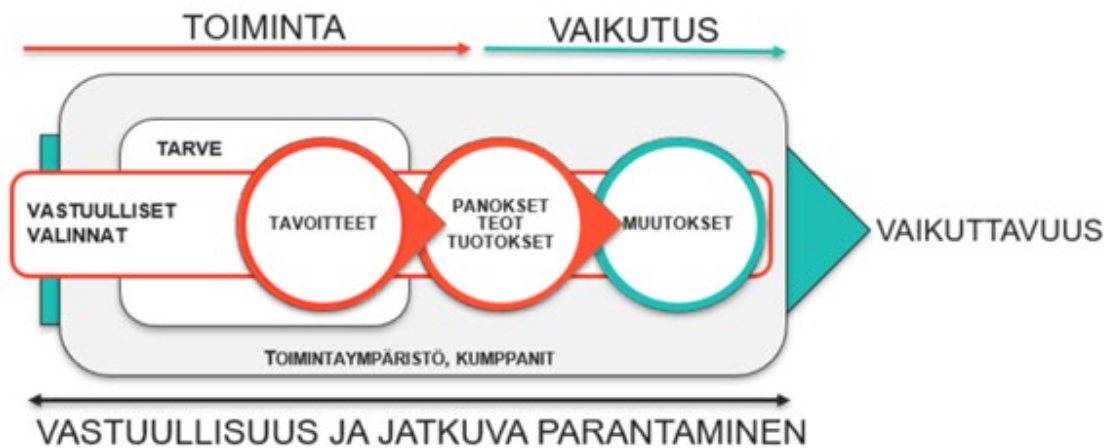 TOIMINTA
VAIKUTUS
TARVE
VASTUULLISET
VALINNAT
TAVOITTEET
PANOKSET
TEOT
TUOTOKSET
MUUTOKSET
VAIKUTTAVUUS
TOIMINTAYMPÄRISTÖ, KUMPPANIT
VASTUULLISUUS JA JATKUVA PARANTAMINEN